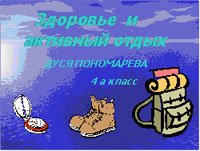 Здоровье и
активный отдых
ДУСЯ ПОНОМАРЕВА
4 а класс